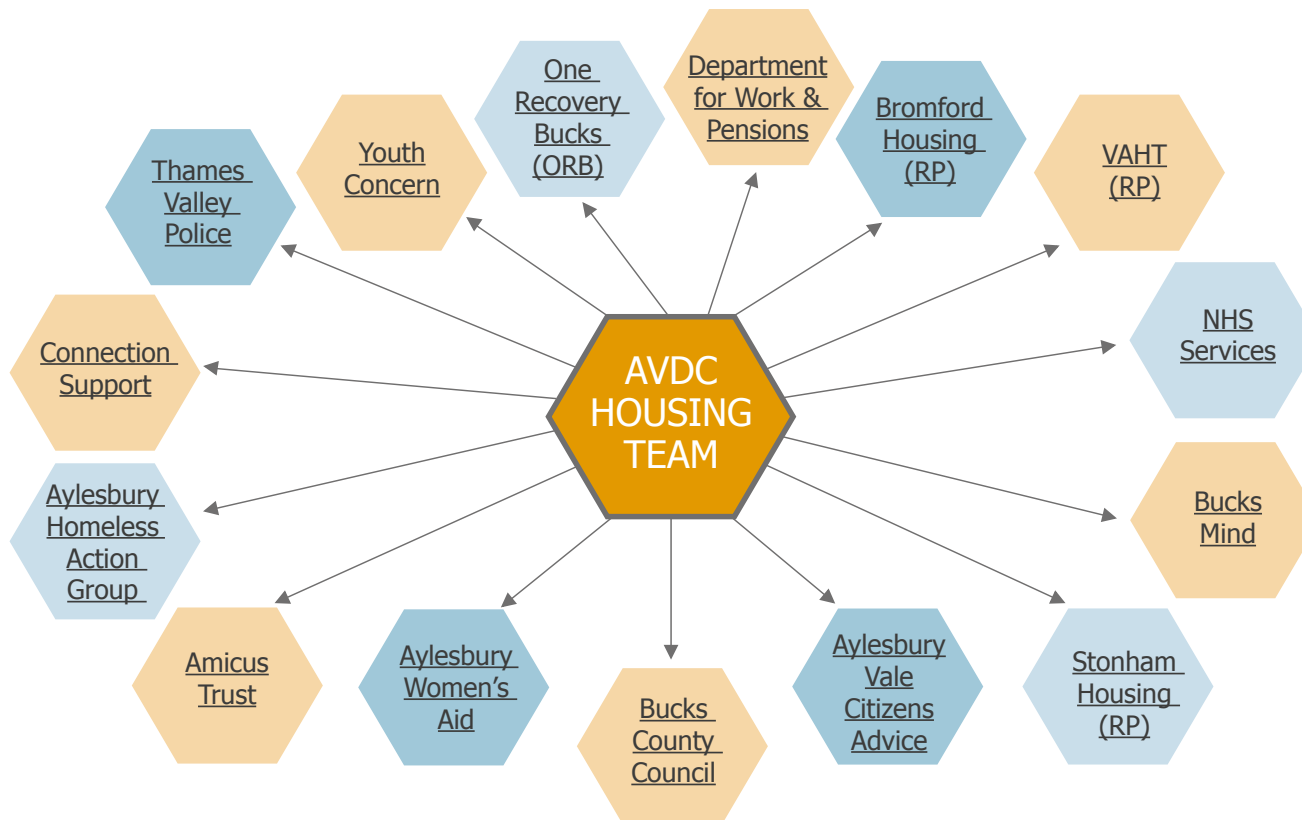 One
Recovery
Bucks
(ORB)
Department
for Work &
Pensions
Bromford
Housing
(RP)
VAHT
(RP)
Youth
Concern
Thames
Valley
Police
NHS
Services
Connection
Support
AVDC
HOUSING
TEAM
Aylesbury
Homeless
Action
Group
Bucks
Mind
Amicus
Trust
Aylesbury
Women's
Aid
Bucks
County
Council
Aylesbury
Vale
Citizens
Advice
Stonham
Housing
(RP)